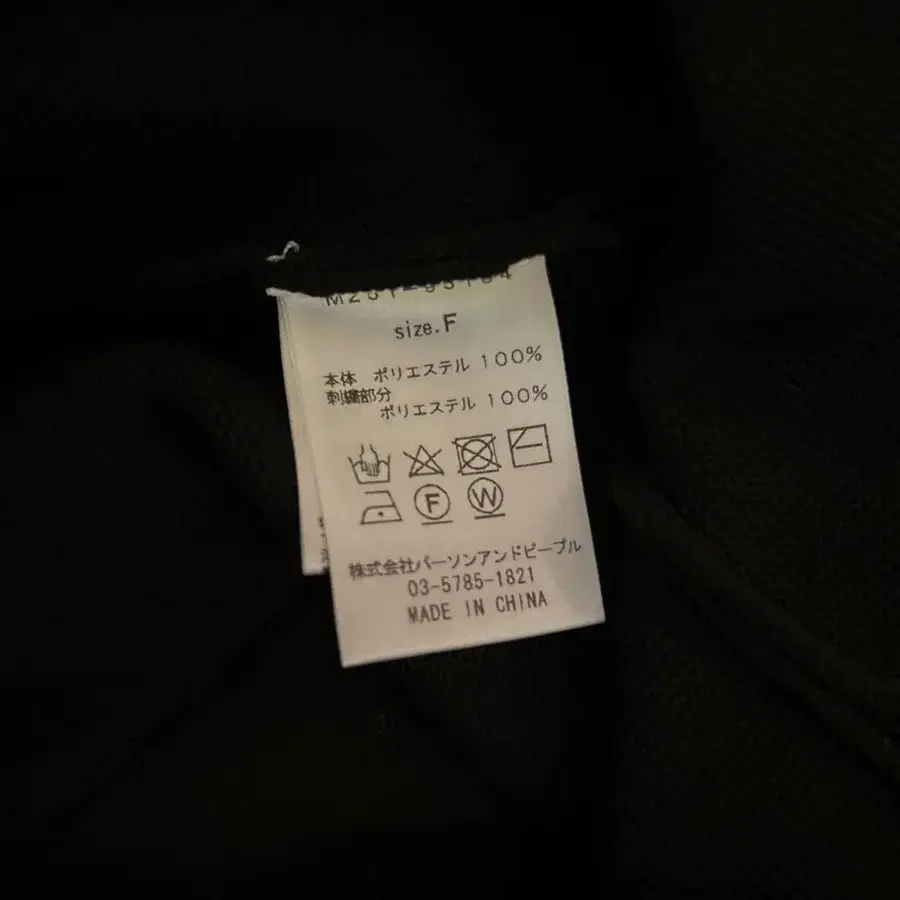 size.F
本体 ポリエステル 100%
刺繍部分
ポリエステル 100%
F W
株式会社パーソンアンドピープル
03-5785-1821
MADE IN CHINA